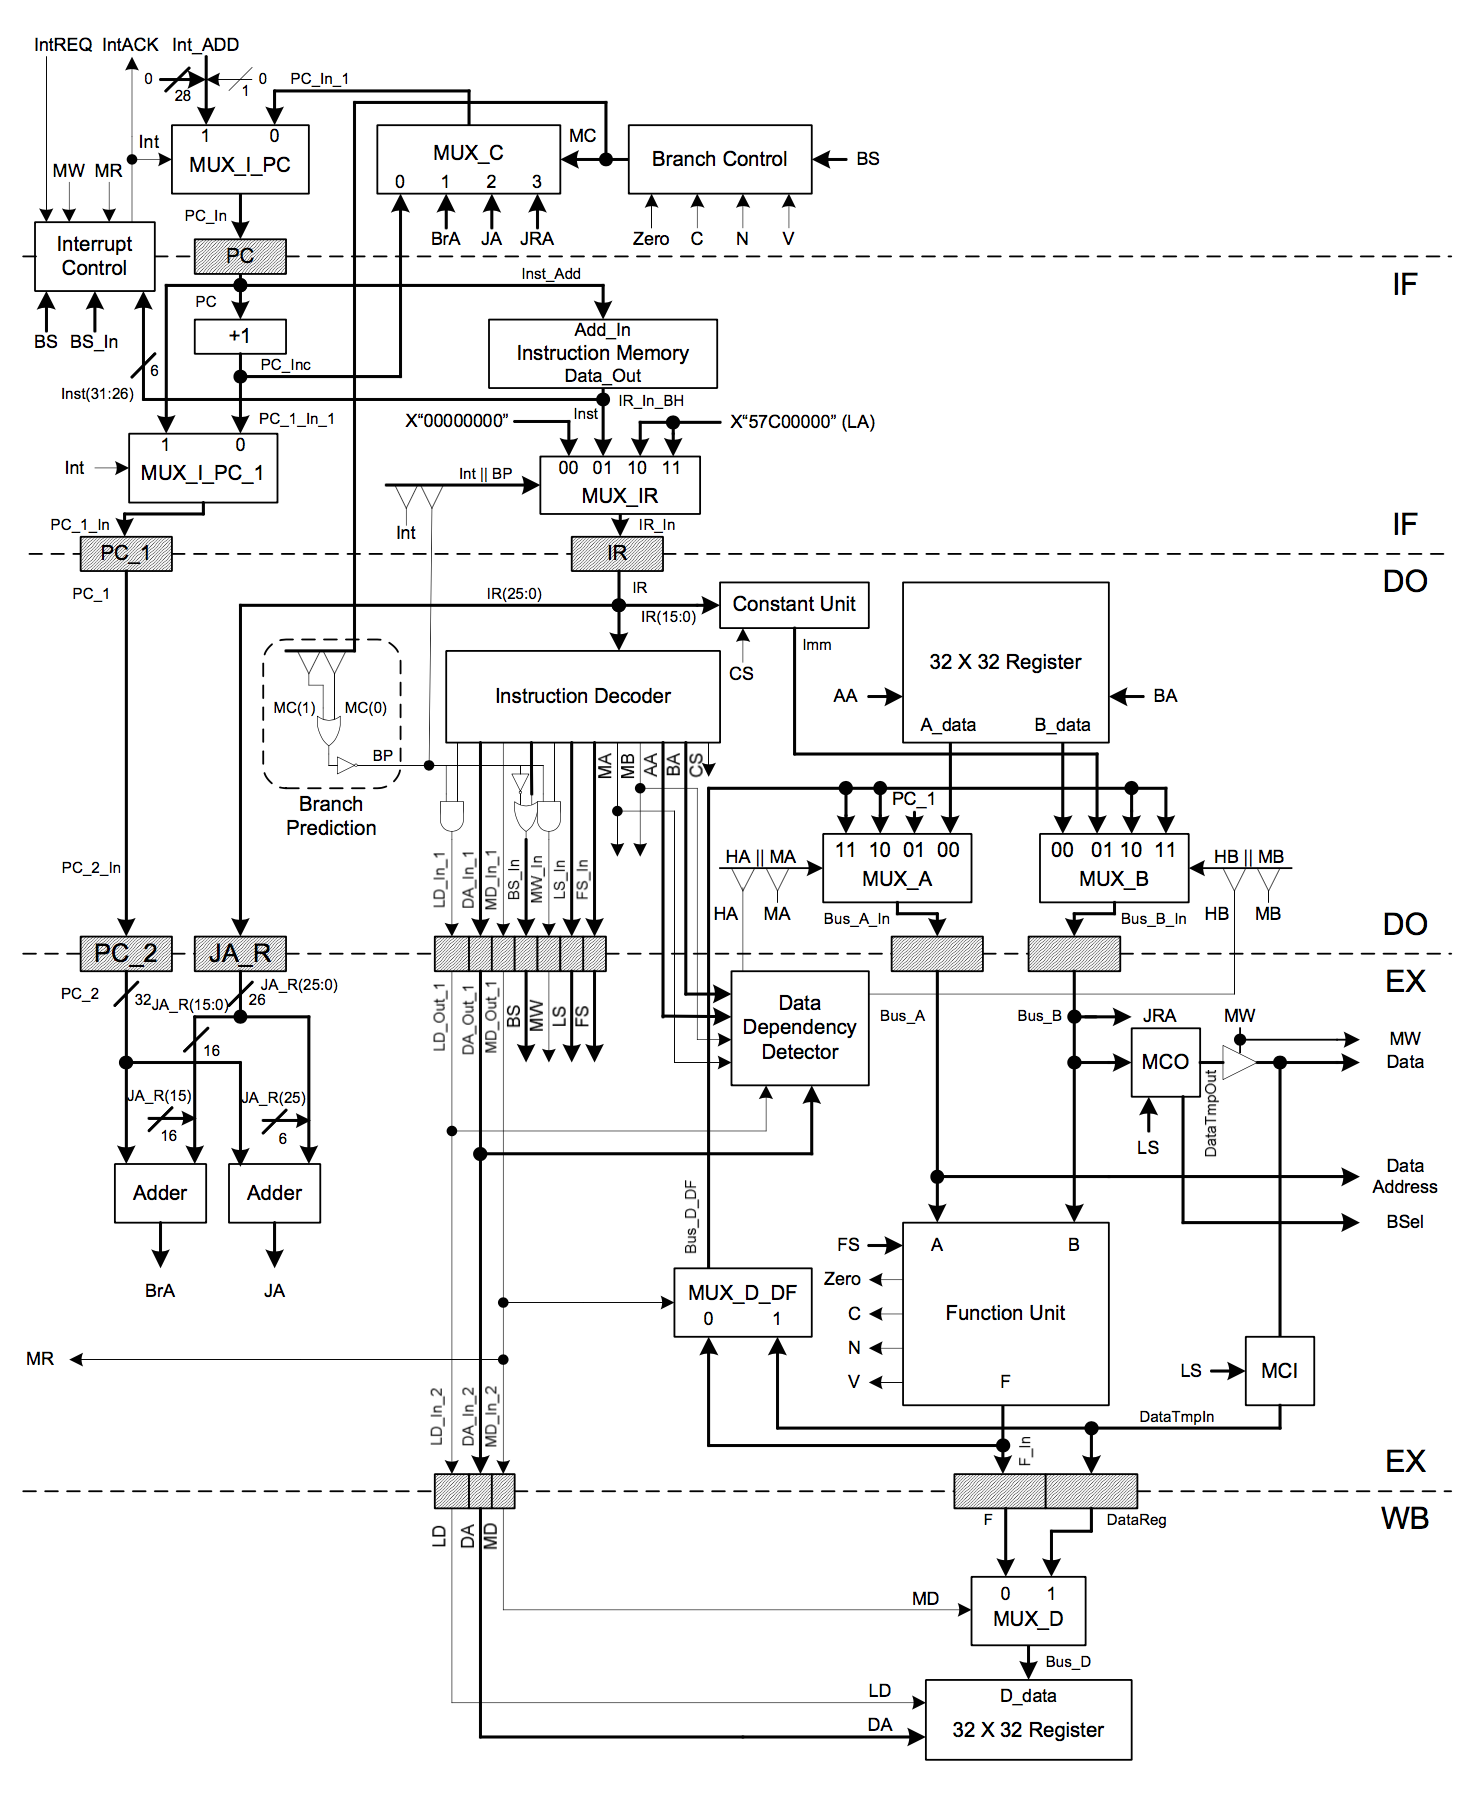 IntREQ IntACK Int_ADD
0 28 1 0 PC_In_1
Int
1 0
MUX_I_PC
MW MR
PC_In
MUX_C
0 1 2 3
MC
Branch Control
BS
BrA JA JRA
Zero C N V
Interrupt
Control
PC
IF
Inst_Add
PC
+1
PC_Inc
BS BS_In
6
Inst(31:26)
Add_In
Instruction Memory
Data_Out
Inst
IR_In_BH
PC_1_In_1
X“00000000”
X“57C00000” (LA)
1 0
MUX_I_PC_1
Int
00 01 10 11
MUX_IR
Int || BP
Int
PC_1_In
IR_In
IF
PC_1
IR
DO
PC_1
IR
IR(25:0)
IR(15:0)
Constant Unit
Imm
CS
32 X 32 Register
AA
BA
A_data
B_data
Instruction Decoder
MC(1)
MC(0)
BP
Branch
Prediction
MA
MB
AA
BA
CS
PC_1
11 10 01 00
MUX_A
00 01 10 11
MUX_B
HA || MA
HA
MA
HB || MB
HB
MB
PC_2_In
LD_In_1
DA_In_1
MD_In_1
BS_In
MW_In
LS_In
FS_In
Bus_A_In
Bus_B_In
DO
PC_2
JA_R
EX
PC_2
32
JA_R(15:0)
26
JA_R(25:0)
16
LD_Out_1
DA_Out_1
MD_Out_1
BS
MW
LS
FS
Data
Dependency
Detector
Bus_A
Bus_B
JRA
MW
MW
MCO
Data
DataTmpOut
LS
JA_R(15)
16
JA_R(25)
6
Adder
Adder
BrA
JA
Data
Address
BSel
Bus_D_DF
MUX_D_DF
0 1
FS
A
B
Zero
C
N
V
Function Unit
F
MR
LS
MCI
LD_In_2
DA_In_2
MD_In_2
DataTmpIn
F_In
EX
WB
LD
DA
MD
F
DataReg
MD
0 1
MUX_D
Bus_D
LD
DA
D_data
32 X 32 Register